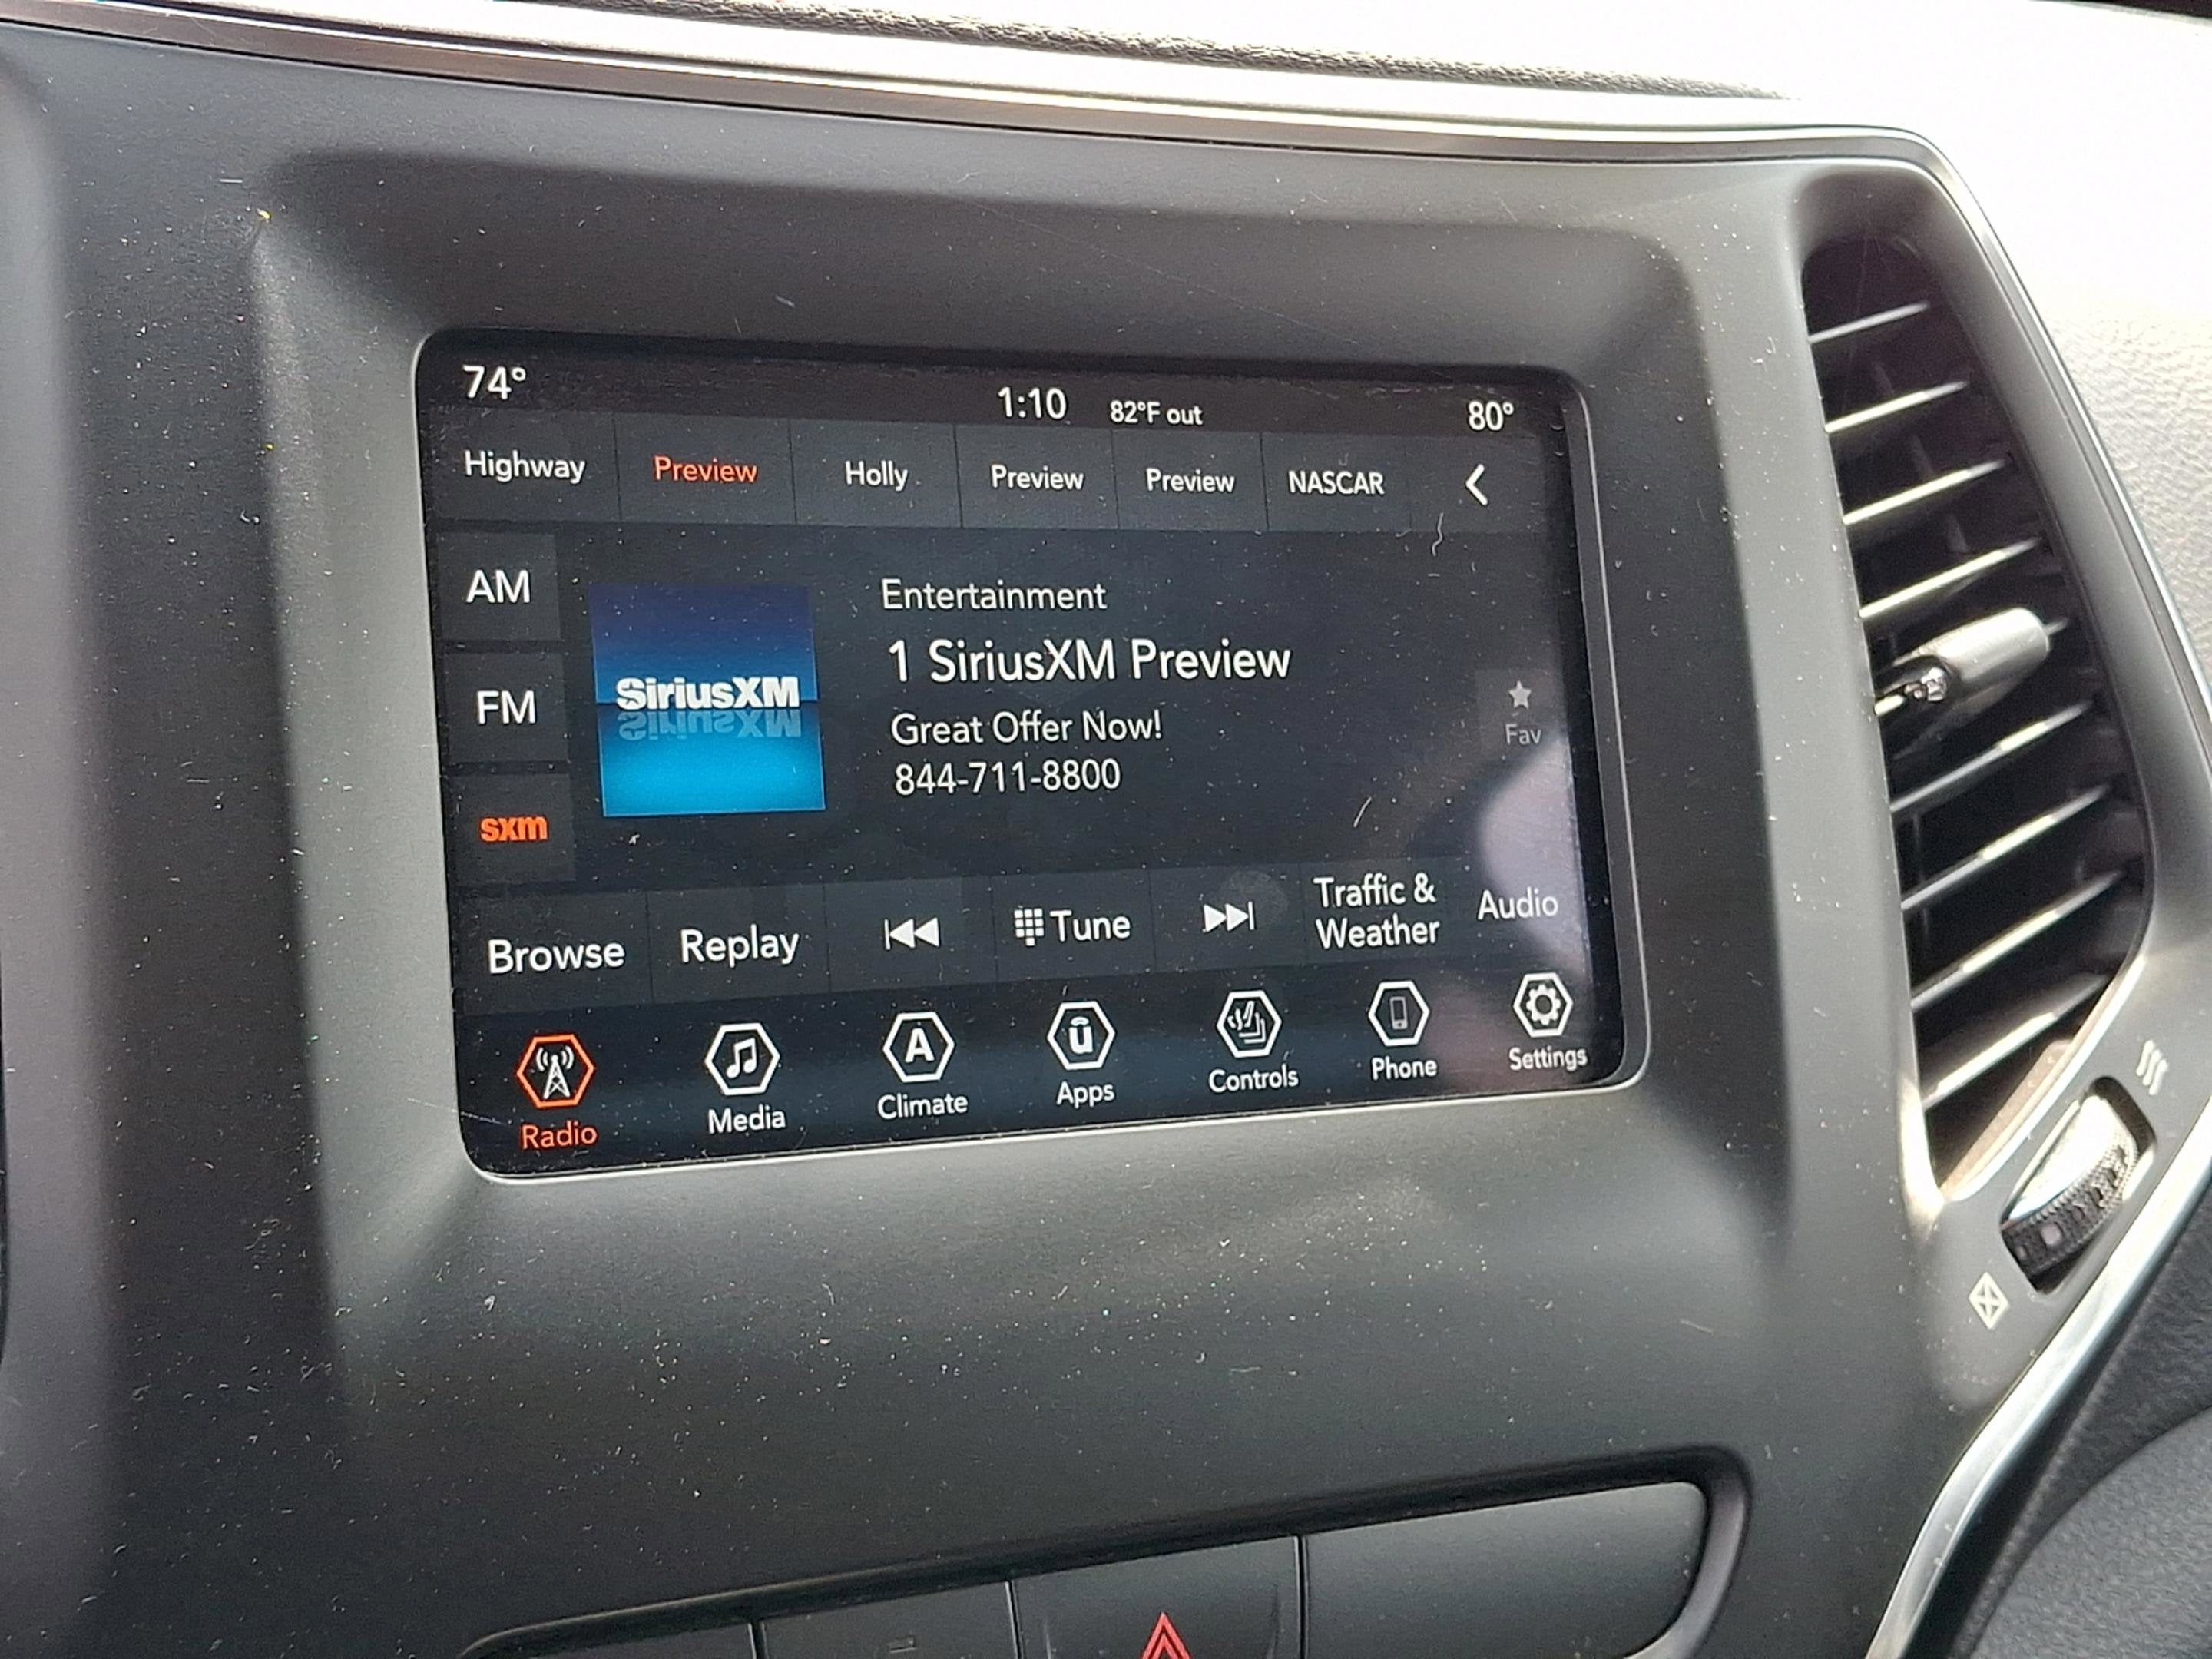 74° 1:10 82°F out 80°
Highway Preview Holly Preview Preview NASCAR
AM
FM
sxm
SiriusXM
Entertainment
1 SiriusXM Preview
Great Offer Now!
844-711-8800
Fav
Browse Replay Tune Traffic & Weather Audio
A ū
Radio Media Climate Apps Controls Phone Settings